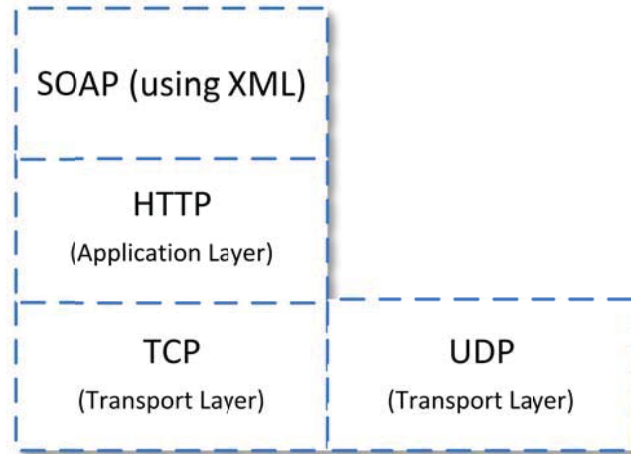 SOAP (using XML)
HTTP
(Application Layer)
TCP
(Transport Layer)
UDP
(Transport Layer)